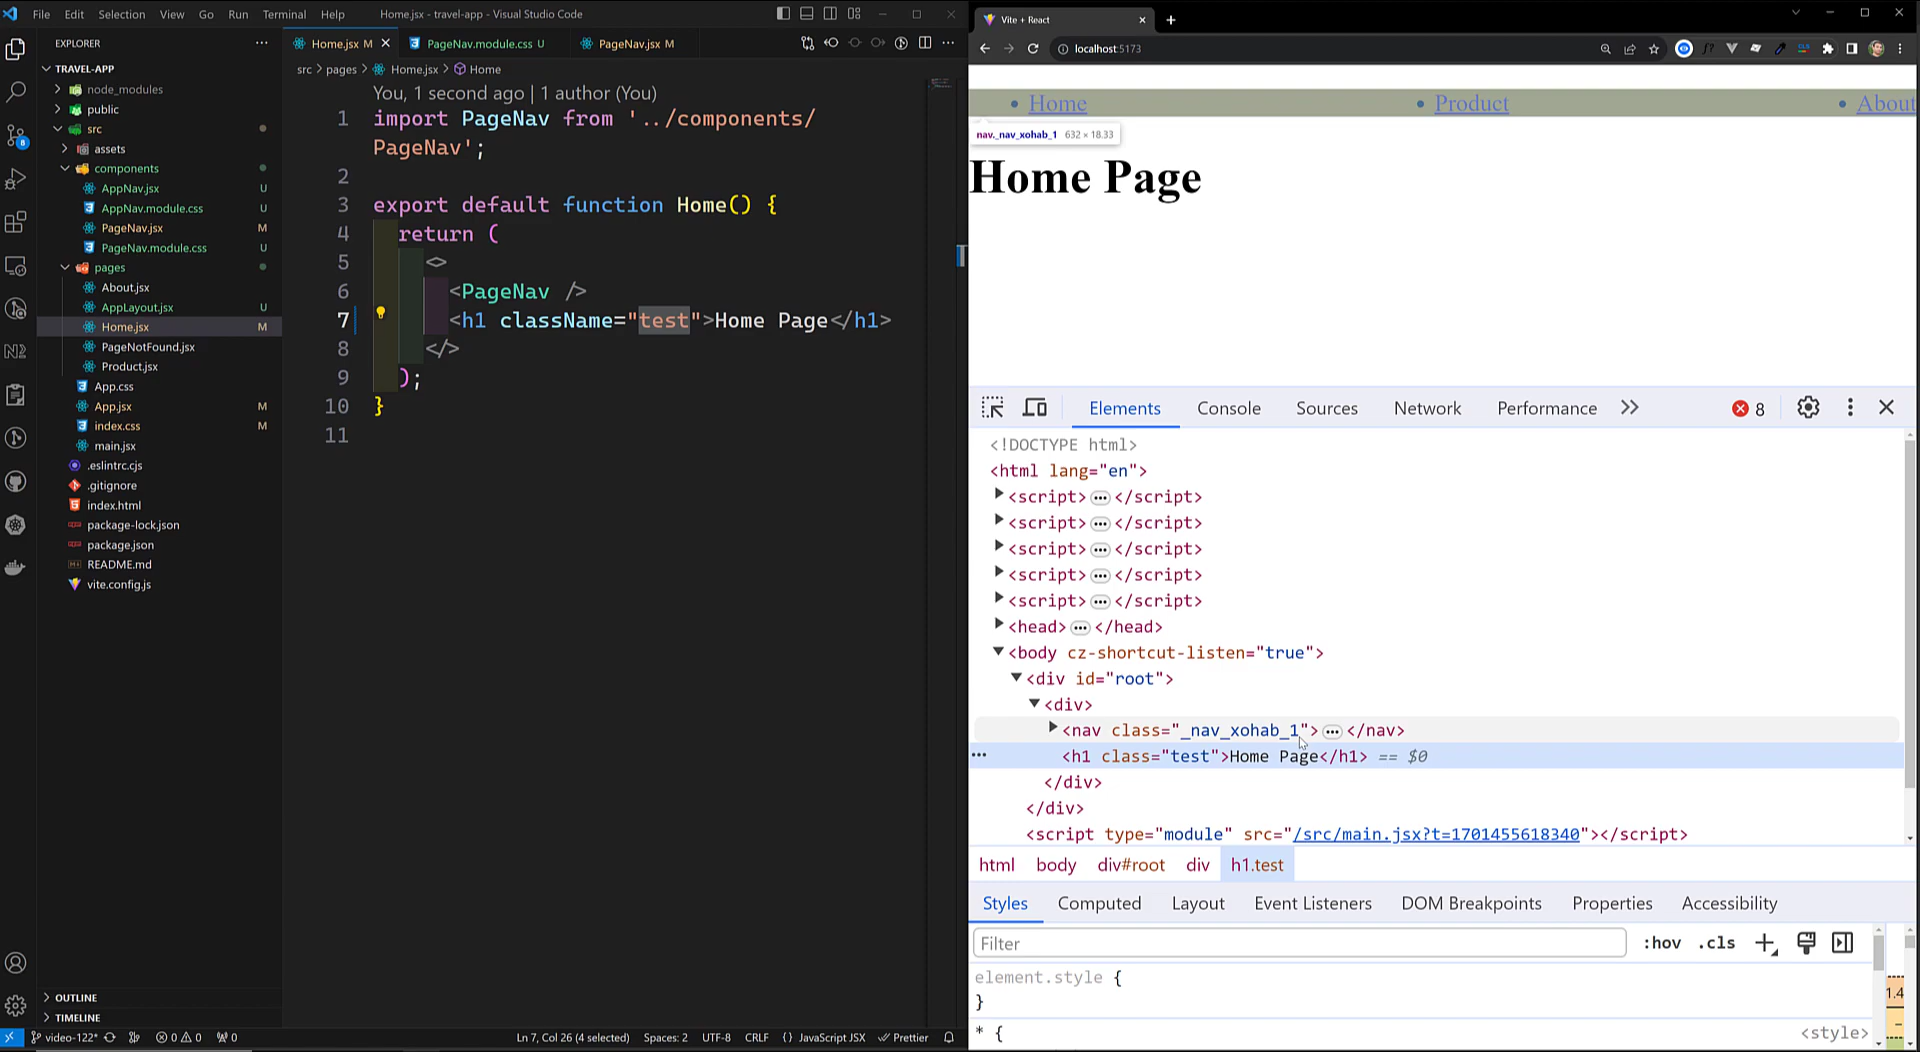 File Edit Selection View Go Run Terminal Help Home.jsx - travel-app - Visual Studio Code
EXPLORER
TRAVEL-APP
node_modules
public
src
assets
components
AppNav.jsx U
AppNav.module.css U
PageNav.jsx M
PageNav.module.css U
pages
About.jsx
AppLayout.jsx U
Home.jsx M
PageNotFound.jsx
Product.jsx
App.css
App.jsx M
index.css M
main.jsx
.eslintrc.cjs
.gitignore
index.html
package-lock.json
package.json
README.md
vite.config.js
OUTLINE
TIMELINE
Home.jsx M PageNav.module.css U PageNav.jsx M
src > pages > Home.jsx > Home
You, 1 second ago | 1 author (You)
1 import PageNav from '../components/
PageNav';
2
3 export default function Home() {
4 return (
5 <>
6 <PageNav />
7 <h1 className="test">Home Page</h1>
8 </>
9 );
10 }
11
video-122* 0 0 0 Ln 7, Col 26 (4 selected) Spaces: 2 UTF-8 CRLF {} JavaScript JSX Prettier
Vite + React
localhost:5173
Home Product About
nav._nav_xohab_1 632 × 18.33
Home Page
Elements Console Sources Network Performance 8
<!DOCTYPE html>
<html lang="en">
<script> </script>
<script> </script>
<script> </script>
<script> </script>
<script> </script>
<head> </head>
<body cz-shortcut-listen="true">
<div id="root">
<div>
<nav class="_nav_xohab_1"> </nav>
<h1 class="test">Home Page</h1> == $0
</div>
</div>
<script type="module" src="/src/main.jsx?t=1701455618340"></script>
html body div#root div h1.test
Styles Computed Layout Event Listeners DOM Breakpoints Properties Accessibility
Filter :hov .cls
element.style {
}
* { <style>